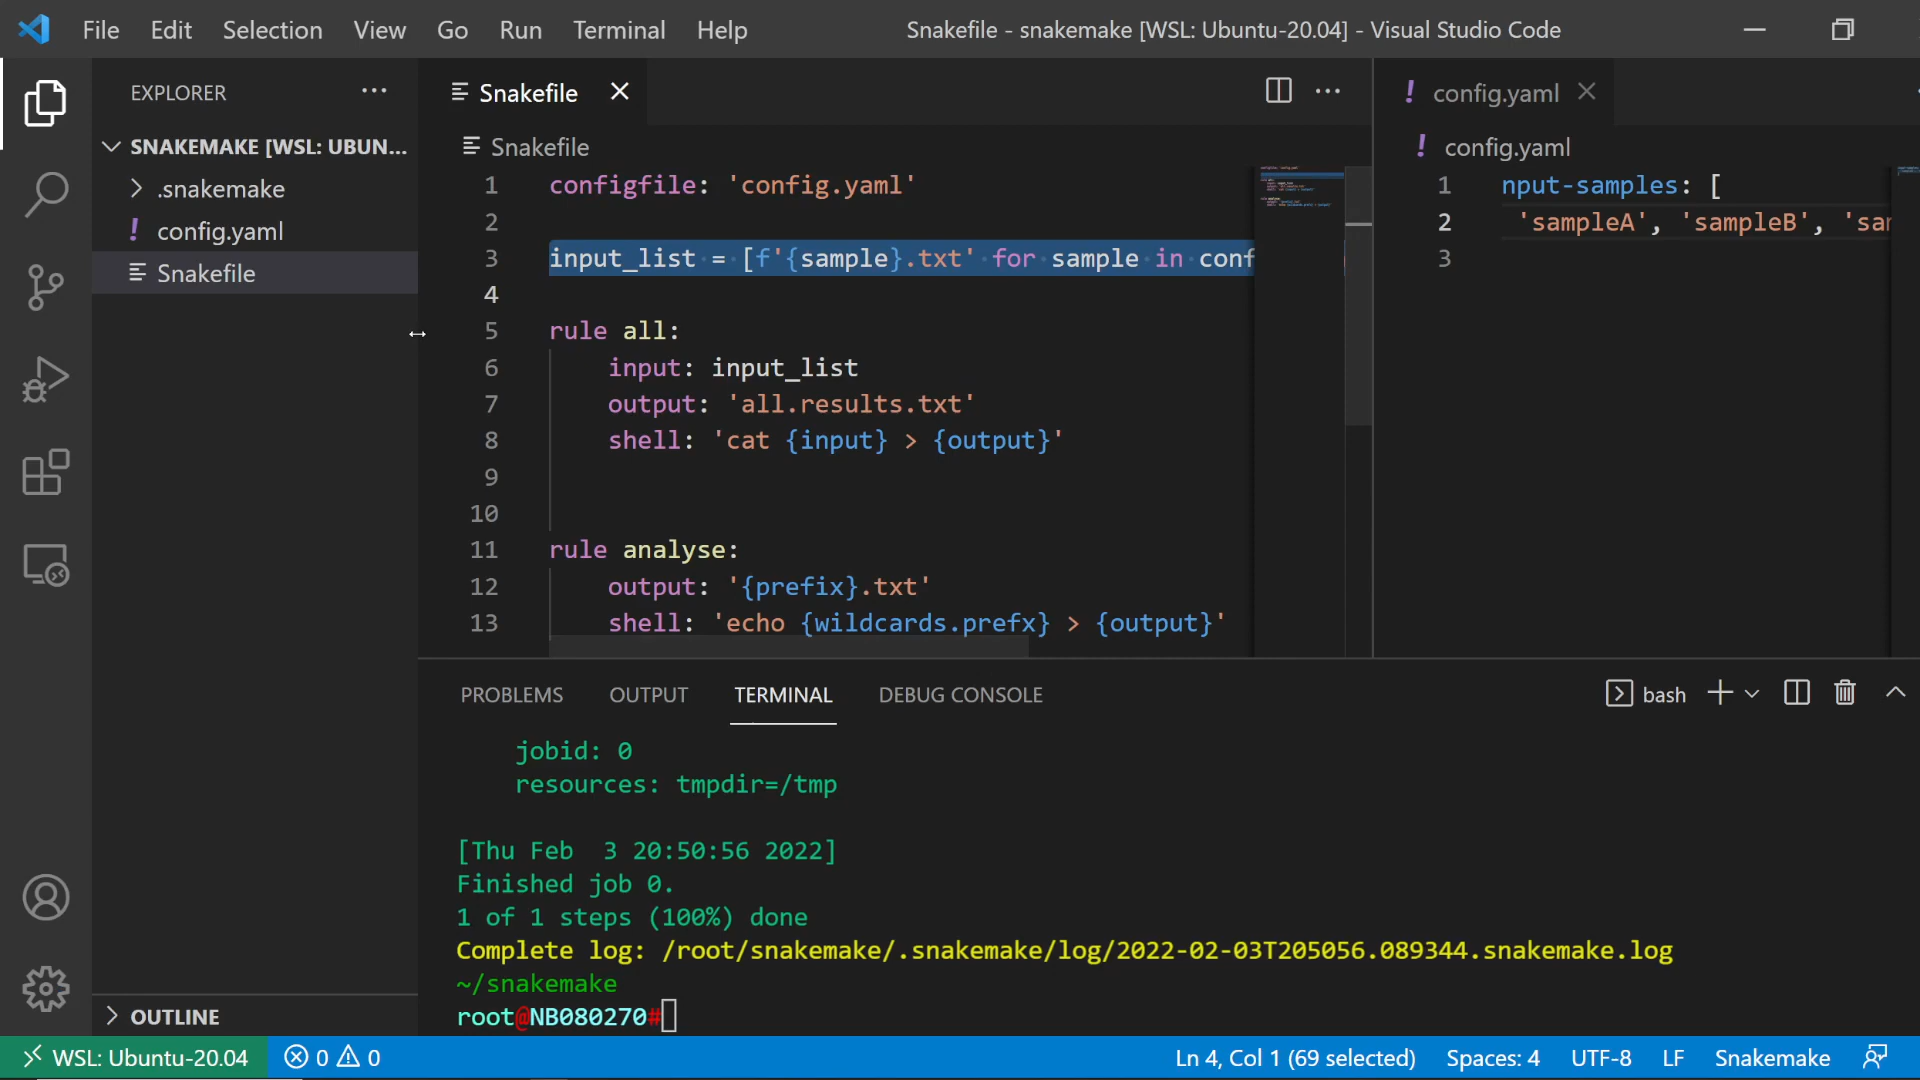 File Edit Selection View Go Run Terminal Help Snakefile - snakemake [WSL: Ubuntu-20.04] - Visual Studio Code
EXPLORER
SNAKEMAKE [WSL: UBUN...
.snakemake
! config.yaml
Snakefile
OUTLINE
Snakefile
Snakefile
1 configfile: 'config.yaml'
2
3 input_list = [f'{sample}.txt' for sample in conf
4
5 rule all:
6 input: input_list
7 output: 'all.results.txt'
8 shell: 'cat {input} > {output}'
9
10
11 rule analyse:
12 output: '{prefix}.txt'
13 shell: 'echo {wildcards.prefx} > {output}'
! config.yaml
! config.yaml
1 nput-samples: [
2 'sampleA', 'sampleB', 'sam
3
PROBLEMS OUTPUT TERMINAL DEBUG CONSOLE bash
jobid: 0
resources: tmpdir=/tmp
[Thu Feb  3 20:50:56 2022]
Finished job 0.
1 of 1 steps (100%) done
Complete log: /root/snakemake/.snakemake/log/2022-02-03T205056.089344.snakemake.log
~/snakemake
root@NB080270#
WSL: Ubuntu-20.04 0 0 Ln 4, Col 1 (69 selected) Spaces: 4 UTF-8 LF Snakemake